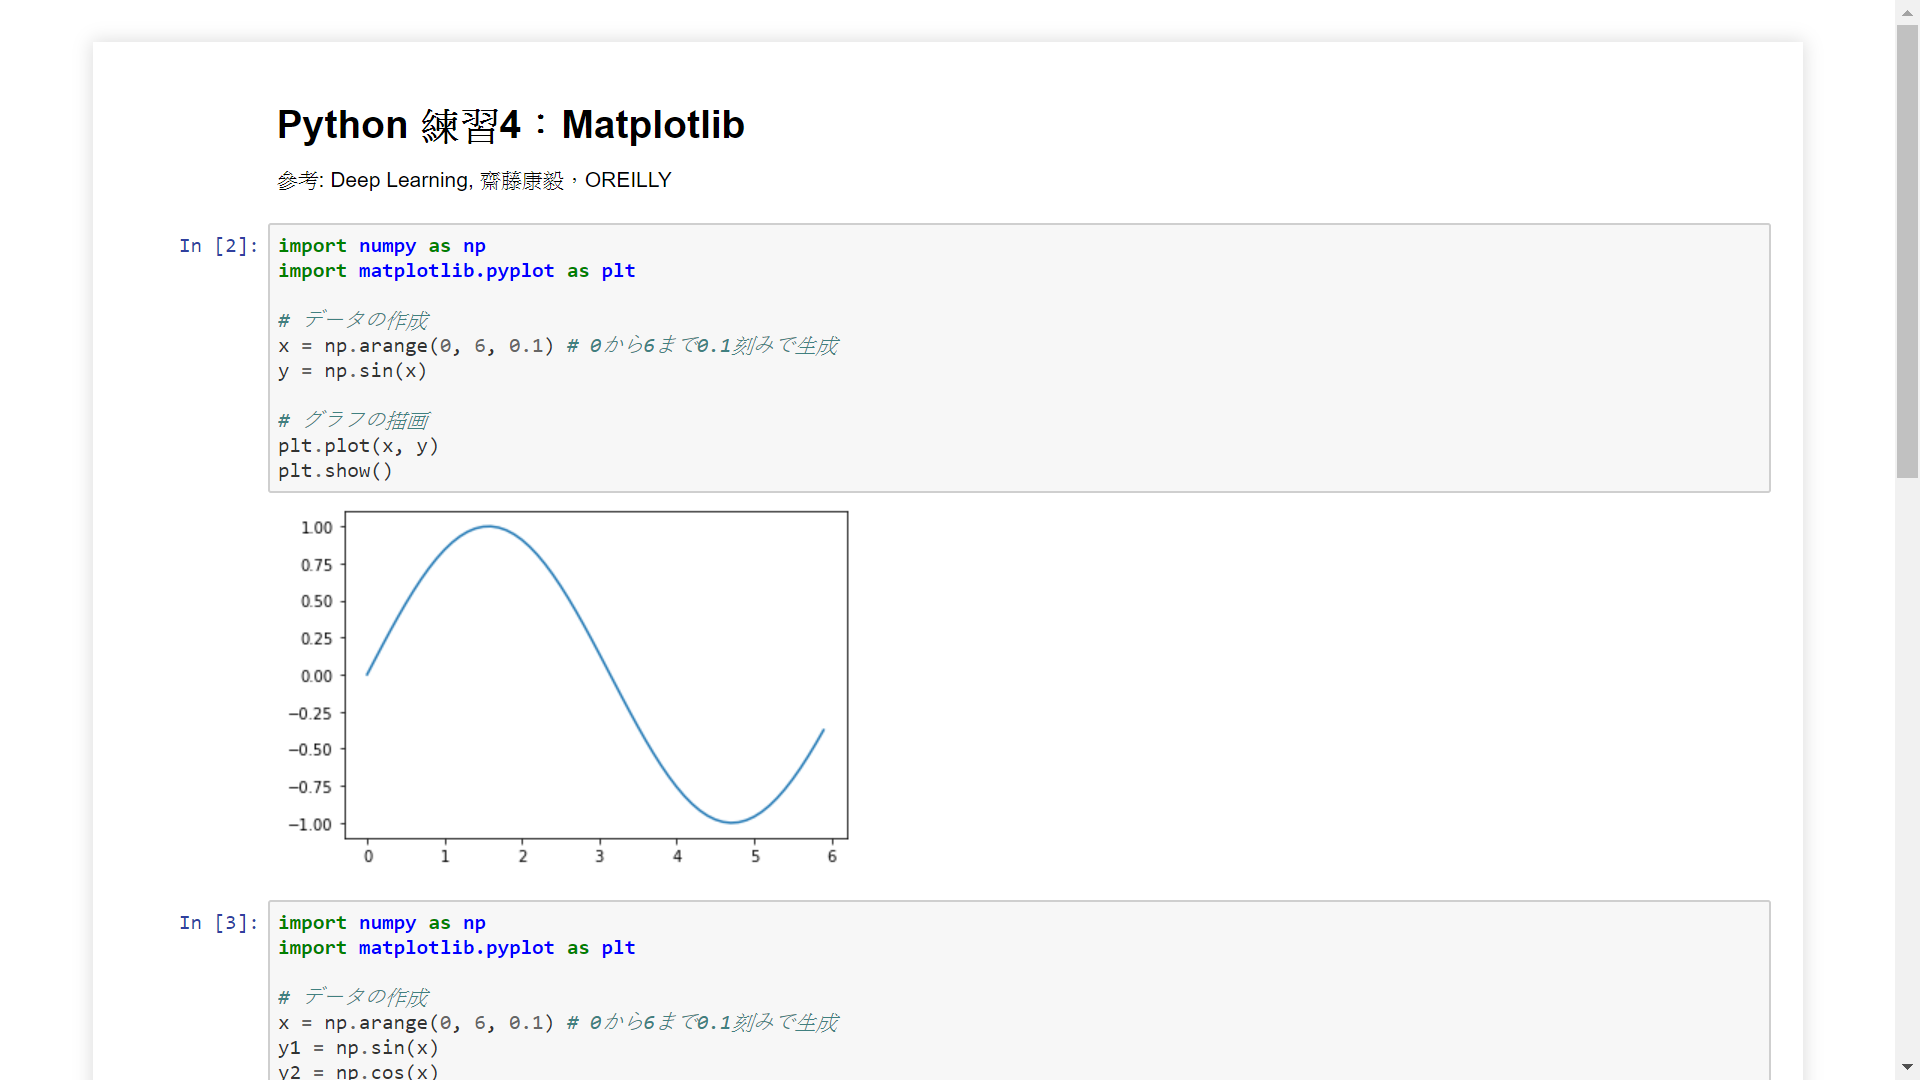 Python 練習4：Matplotlib
參考: Deep Learning, 齋藤康毅，OREILLY
In [2]:
import numpy as np
import matplotlib.pyplot as plt
# データの作成
x = np.arange(0, 6, 0.1) # 0から6まで0.1刻みで生成
y = np.sin(x)
# グラフの描画
plt.plot(x, y)
plt.show()
1.00
0.75
0.50
0.25
0.00
−0.25
−0.50
−0.75
−1.00
0 1 2 3 4 5 6
In [3]:
import numpy as np
import matplotlib.pyplot as plt
# データの作成
x = np.arange(0, 6, 0.1) # 0から6まで0.1刻みで生成
y1 = np.sin(x)
y2 = np.cos(x)